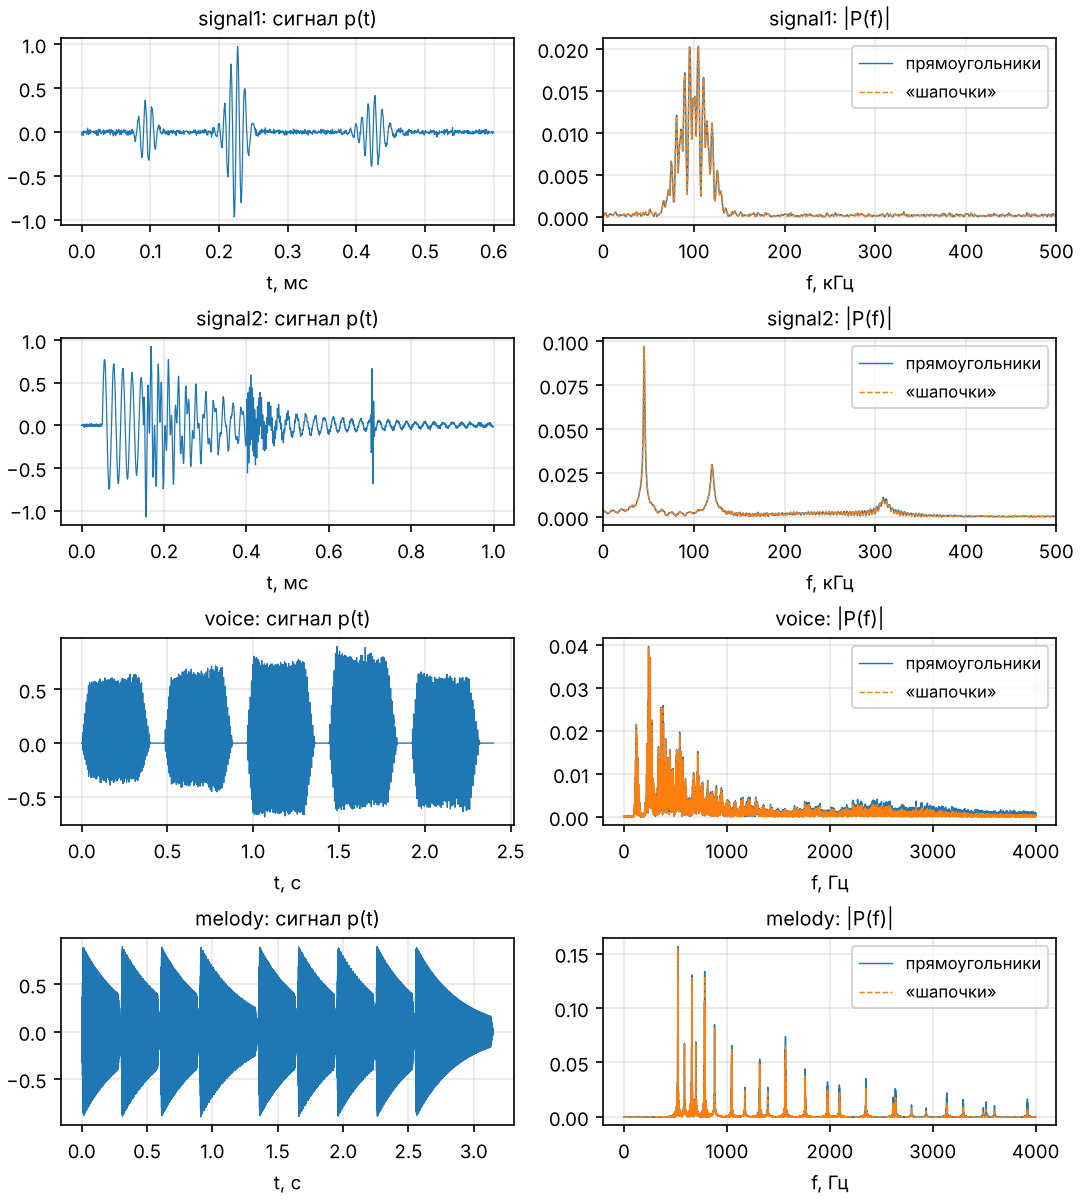 signal1: сигнал p(t)
1.0
0.5
0.0
−0.5
−1.0
0.0 0.1 0.2 0.3 0.4 0.5 0.6
t, мс
signal1: |P(f)|
прямоугольники
«шапочки»
0.020
0.015
0.010
0.005
0.000
0 100 200 300 400 500
f, кГц
signal2: сигнал p(t)
1.0
0.5
0.0
−0.5
−1.0
0.0 0.2 0.4 0.6 0.8 1.0
t, мс
signal2: |P(f)|
прямоугольники
«шапочки»
0.100
0.075
0.050
0.025
0.000
0 100 200 300 400 500
f, кГц
voice: сигнал p(t)
0.5
0.0
−0.5
0.0 0.5 1.0 1.5 2.0 2.5
t, с
voice: |P(f)|
прямоугольники
«шапочки»
0.04
0.03
0.02
0.01
0.00
0 1000 2000 3000 4000
f, Гц
melody: сигнал p(t)
0.5
0.0
−0.5
0.0 0.5 1.0 1.5 2.0 2.5 3.0
t, с
melody: |P(f)|
прямоугольники
«шапочки»
0.15
0.10
0.05
0.00
0 1000 2000 3000 4000
f, Гц